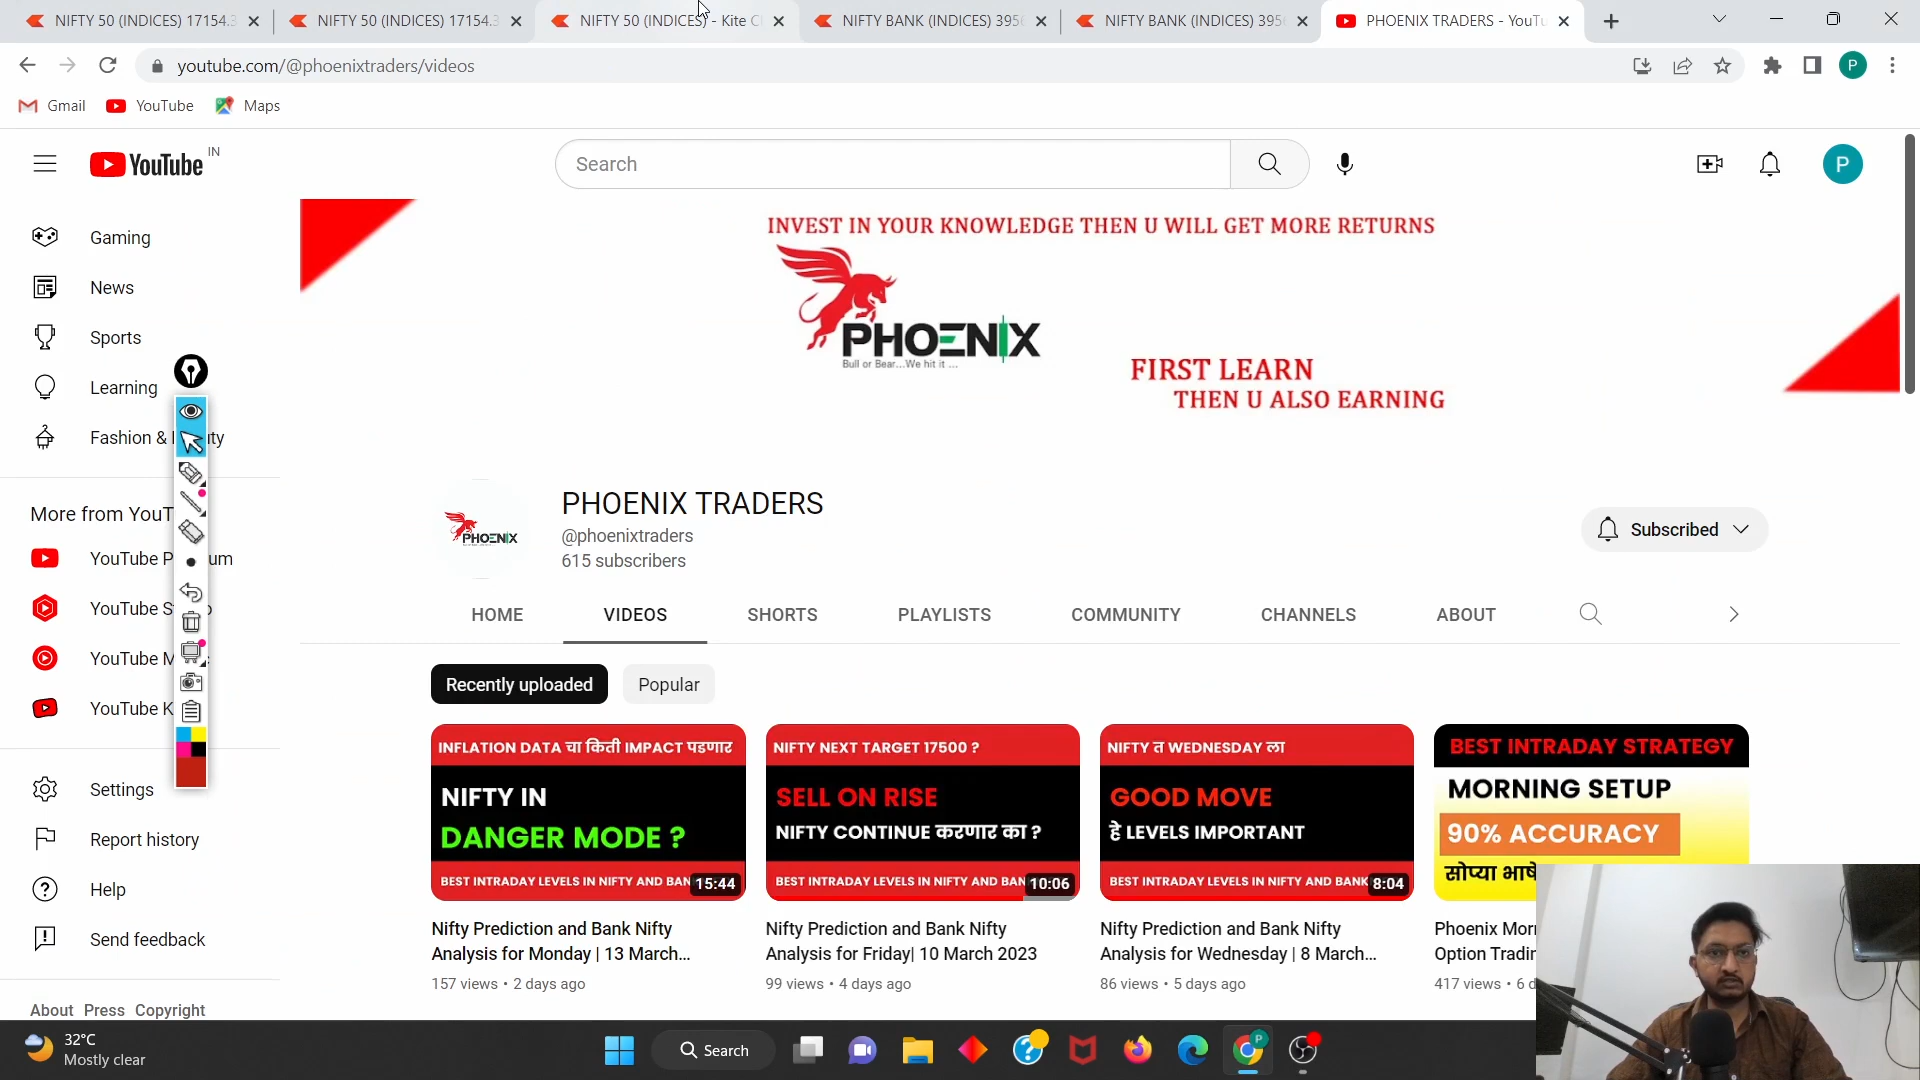 NIFTY 50 (INDICES) 17154.3
NIFTY 50 (INDICES) 17154.3
NIFTY 50 (INDICES) - Kite C
NIFTY BANK (INDICES) 395
NIFTY BANK (INDICES) 395
PHOENIX TRADERS - YouTu
youtube.com/@phoenixtraders/videos
P
Gmail
YouTube
Maps
YouTube IN
Search
P
Gaming
News
Sports
Learning
Fashion &
ty
More from YouT
YouTube P
um
YouTube S
o
YouTube M
YouTube K
Settings
Report history
Help
Send feedback
About Press Copyright
INVEST IN YOUR KNOWLEDGE THEN U WILL GET MORE RETURNS
PHOENIX
Bull or Bear...We hit it ...
FIRST LEARN
THEN U ALSO EARNING
PHOENIX
PHOENIX TRADERS
@phoenixtraders
615 subscribers
Subscribed
HOME
VIDEOS
SHORTS
PLAYLISTS
COMMUNITY
CHANNELS
ABOUT
Recently uploaded
Popular
INFLATION DATA चा किती IMPACT पडणार
NIFTY IN
DANGER MODE ?
BEST INTRADAY LEVELS IN NIFTY AND BAN
15:44
Nifty Prediction and Bank Nifty
Analysis for Monday | 13 March...
157 views • 2 days ago
NIFTY NEXT TARGET 17500 ?
SELL ON RISE
NIFTY CONTINUE करणार का ?
BEST INTRADAY LEVELS IN NIFTY AND BAN
10:06
Nifty Prediction and Bank Nifty
Analysis for Friday| 10 March 2023
99 views • 4 days ago
NIFTY त WEDNESDAY ला
GOOD MOVE
हे LEVELS IMPORTANT
BEST INTRADAY LEVELS IN NIFTY AND BANK
8:04
Nifty Prediction and Bank Nifty
Analysis for Wednesday | 8 March...
86 views • 5 days ago
BEST INTRADAY STRATEGY
MORNING SETUP
90% ACCURACY
सोप्या भाषे
Phoenix Mor
Option Tradin
417 views • 6 d
32°C
Mostly clear
Search
P